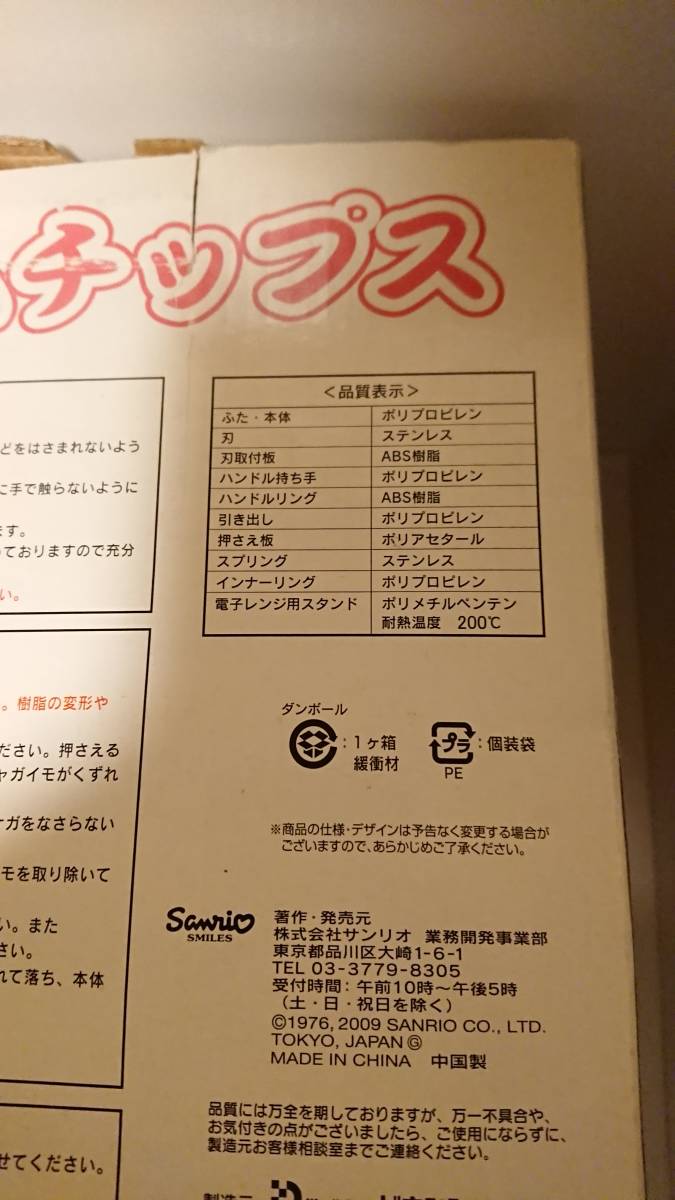 チップス
どをはさまれないよう
に手で触らないように
ます。
っておりますので充分
い。
。樹脂の変形や
ださい。押さえる
ャガイモがくずれ
ケガをなさらない
モを取り除いて
い。また
さい。
れて落ち、本体
せてください。
<品質表示>
ふた・本体 ポリプロピレン
刃 ステンレス
刃取付板 ABS樹脂
ハンドル持ち手 ポリプロピレン
ハンドルリング ABS樹脂
引き出し ポリプロピレン
押さえ板 ポリアセタール
スプリング ステンレス
インナーリング ポリプロピレン
電子レンジ用スタンド ポリメチルペンテン
耐熱温度 200℃
ダンボール
:1ヶ箱
緩衝材
プラ :個装袋
PE
※商品の仕様・デザインは予告なく変更する場合が
ございますので、あらかじめご了承ください。
Sanrio
SMILES
著作・発売元
株式会社サンリオ 業務開発事業部
東京都品川区大崎1-6-1
TEL 03-3779-8305
受付時間:午前10時〜午後5時
(土・日・祝日を除く)
©1976, 2009 SANRIO CO., LTD.
TOKYO, JAPAN Ⓖ
MADE IN CHINA 中国製
品質には万全を期しておりますが、万一不具合や、
お気付きの点がございましたら、ご使用にならずに、
製造元お客様相談室までご連絡ください。
製造元